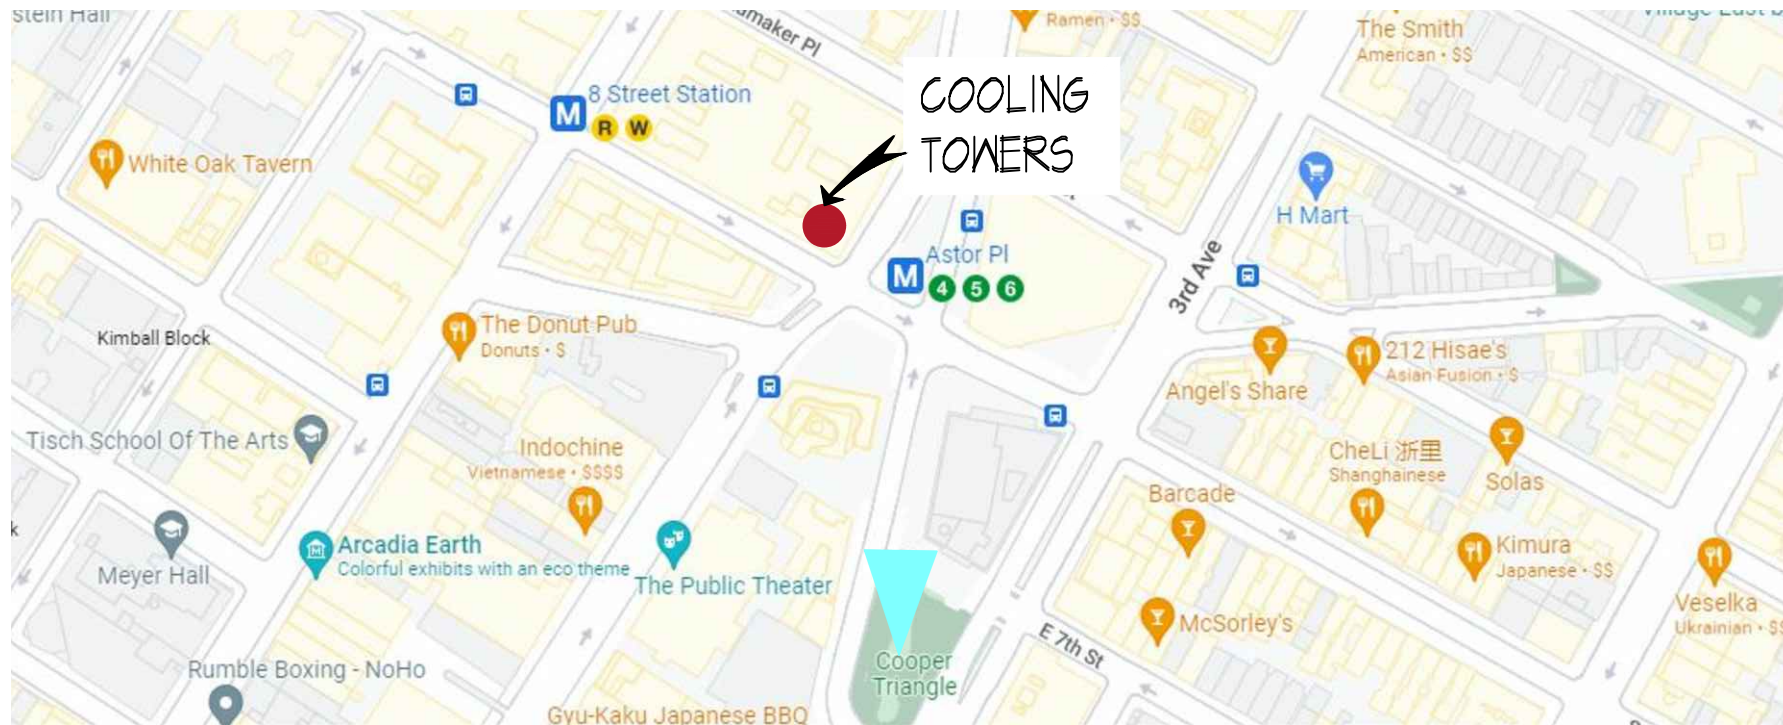 8 Street Station
R W
umaker Pl
Ramen • $$
The Smith
American • $$
COOLING
TOWERS
White Oak Tavern
H Mart
Astor Pl
4 5 6
3rd Ave
Kimball Block
The Donut Pub
Donuts • $
212 Hisae's
Asian Fusion • $
Angel's Share
Tisch School Of The Arts
Indochine
Vietnamese • $$$$
CheLi 浙里
Shanghainese
Solas
Barcade
Arcadia Earth
Colorful exhibits with an eco theme
Meyer Hall
The Public Theater
Kimura
Japanese • $$
McSorley's
E 7th St
Veselka
Ukrainian • $$
Cooper
Triangle
Rumble Boxing - NoHo
Gyu-Kaku Japanese BBQ